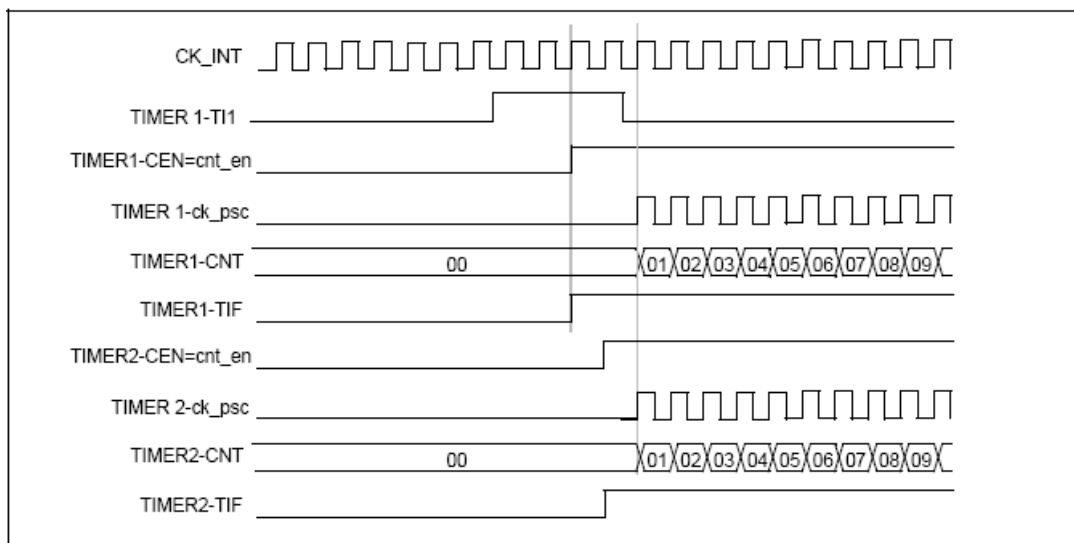 CK_INT
TIMER 1-TI1
TIMER1-CEN=cnt_en
TIMER 1-ck_psc
TIMER1-CNT 00 01 02 03 04 05 06 07 08 09
TIMER1-TIF
TIMER2-CEN=cnt_en
TIMER 2-ck_psc
TIMER2-CNT 00 01 02 03 04 05 06 07 08 09
TIMER2-TIF